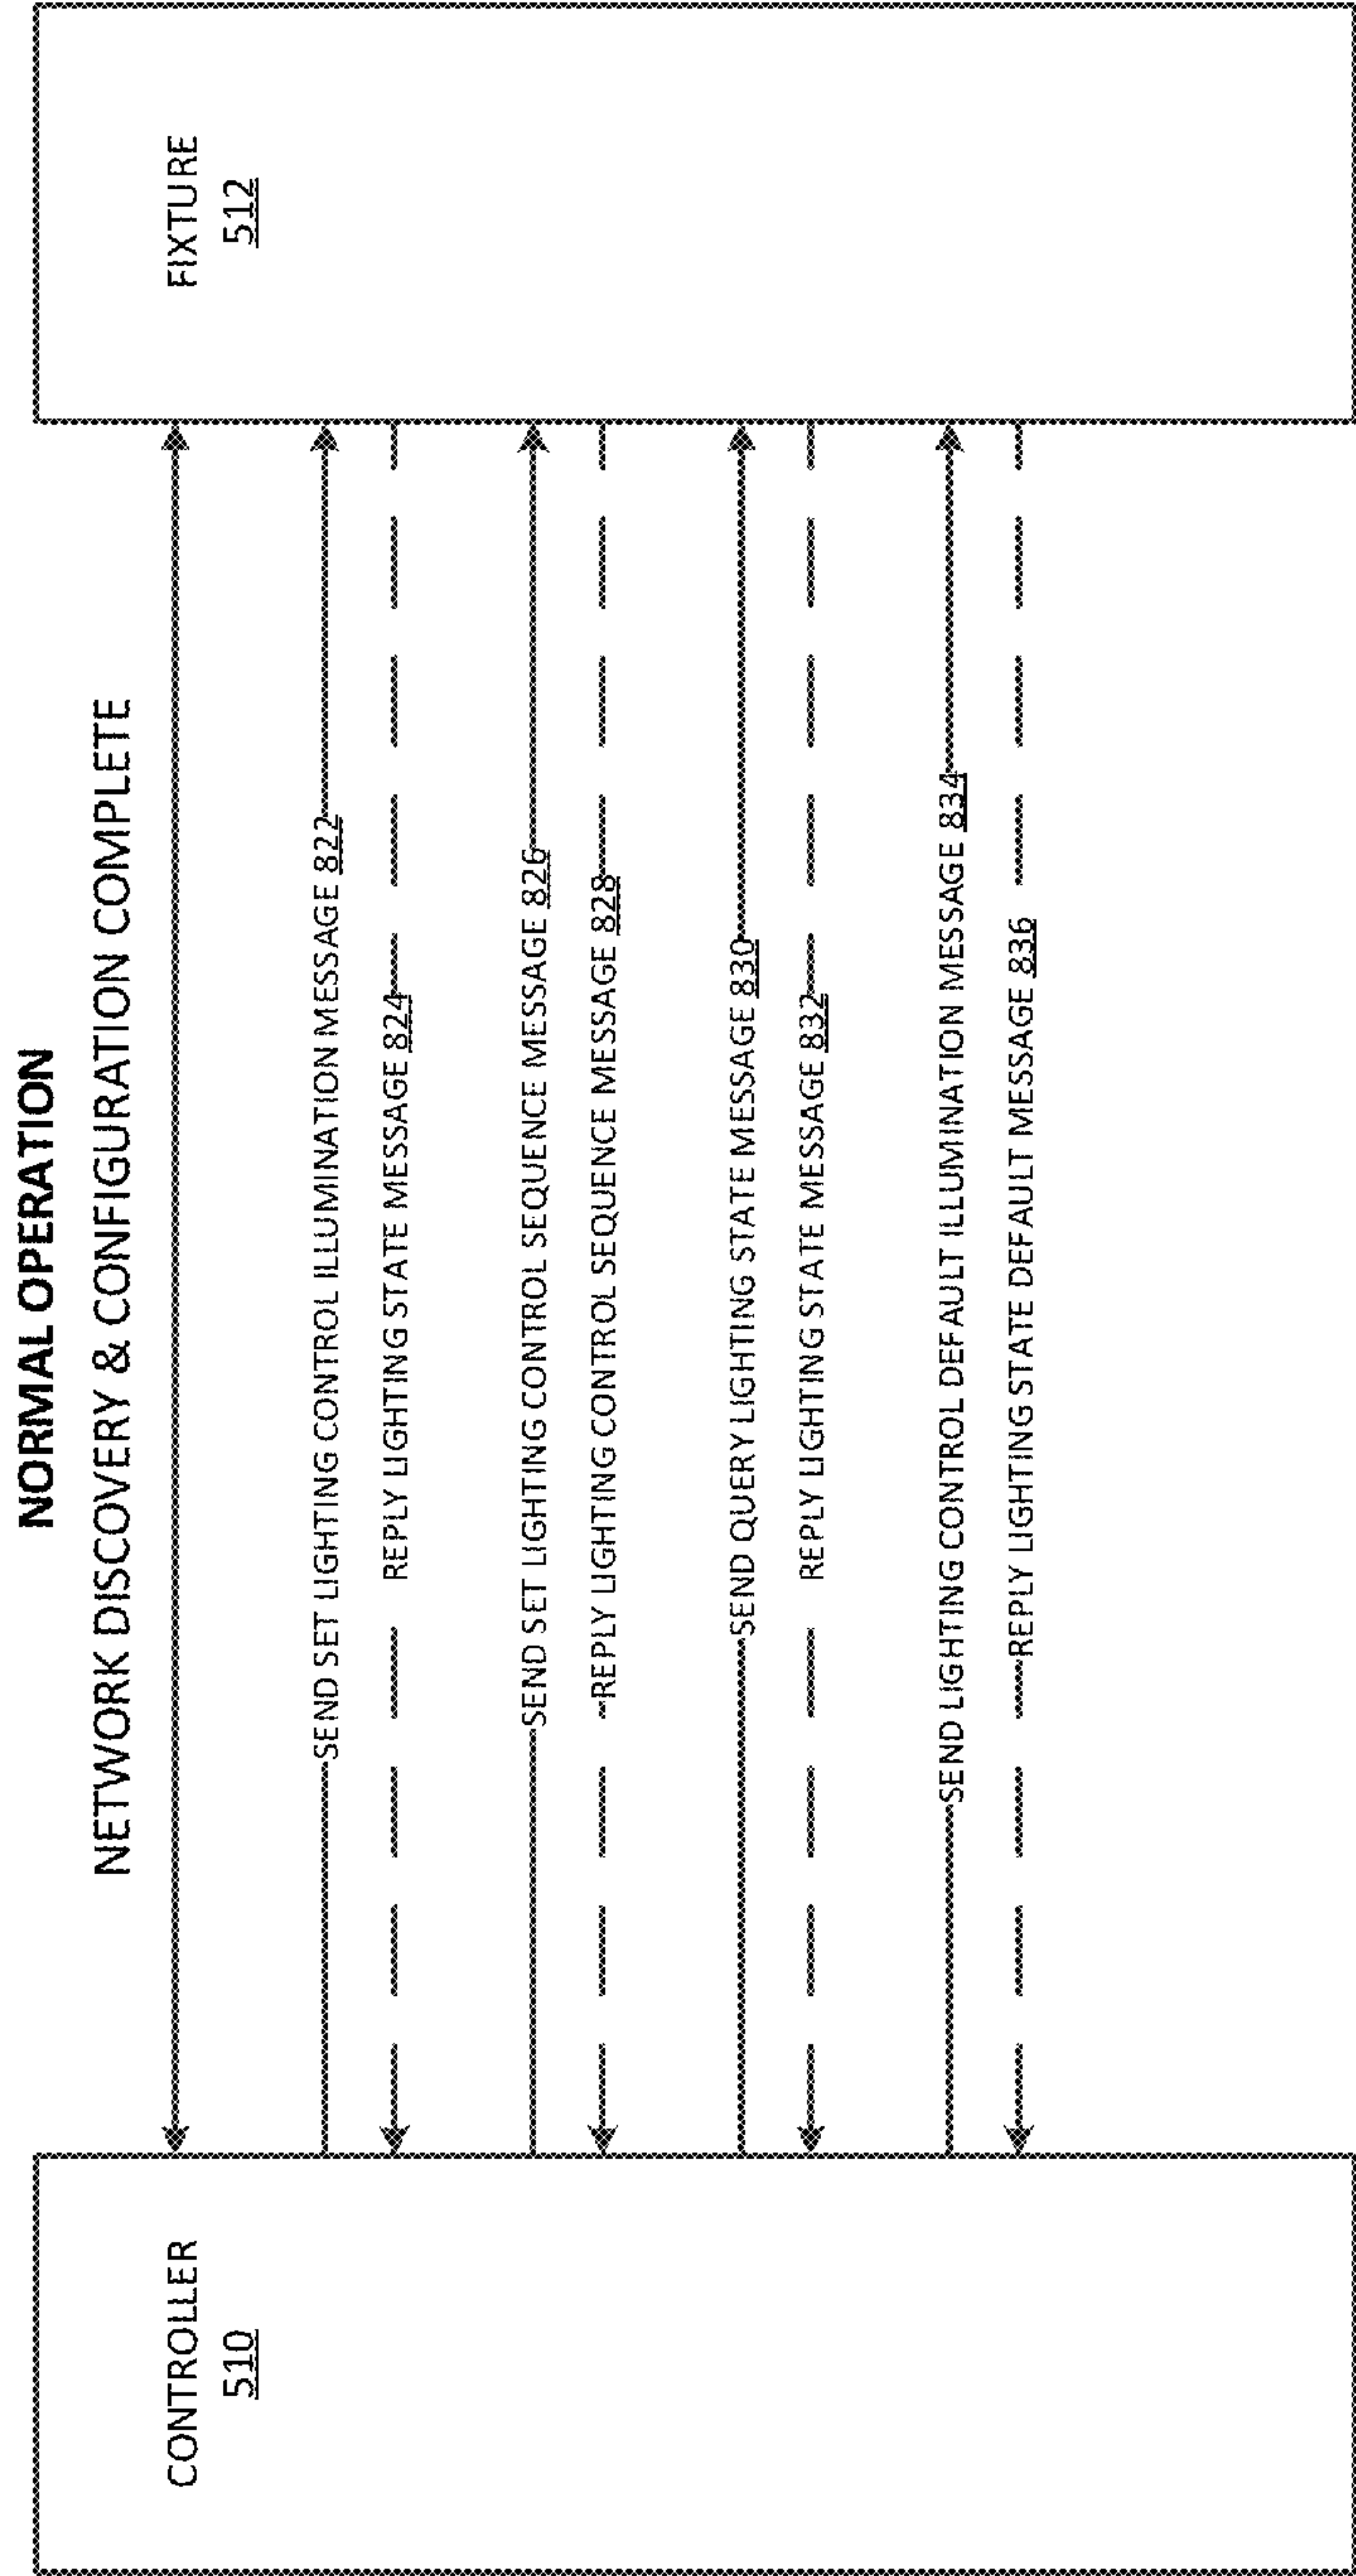 NORMAL OPERATION
NETWORK DISCOVERY & CONFIGURATION COMPLETE
CONTROLLER
510
FIXTURE
512
SEND SET LIGHTING CONTROL ILLUMINATION MESSAGE 822
REPLY LIGHTING STATE MESSAGE 824
SEND SET LIGHTING CONTROL SEQUENCE MESSAGE 826
REPLY LIGHTING CONTROL SEQUENCE MESSAGE 828
SEND QUERY LIGHTING STATE MESSAGE 830
REPLY LIGHTING STATE MESSAGE 832
SEND LIGHTING CONTROL DEFAULT ILLUMINATION MESSAGE 834
REPLY LIGHTING STATE DEFAULT MESSAGE 836